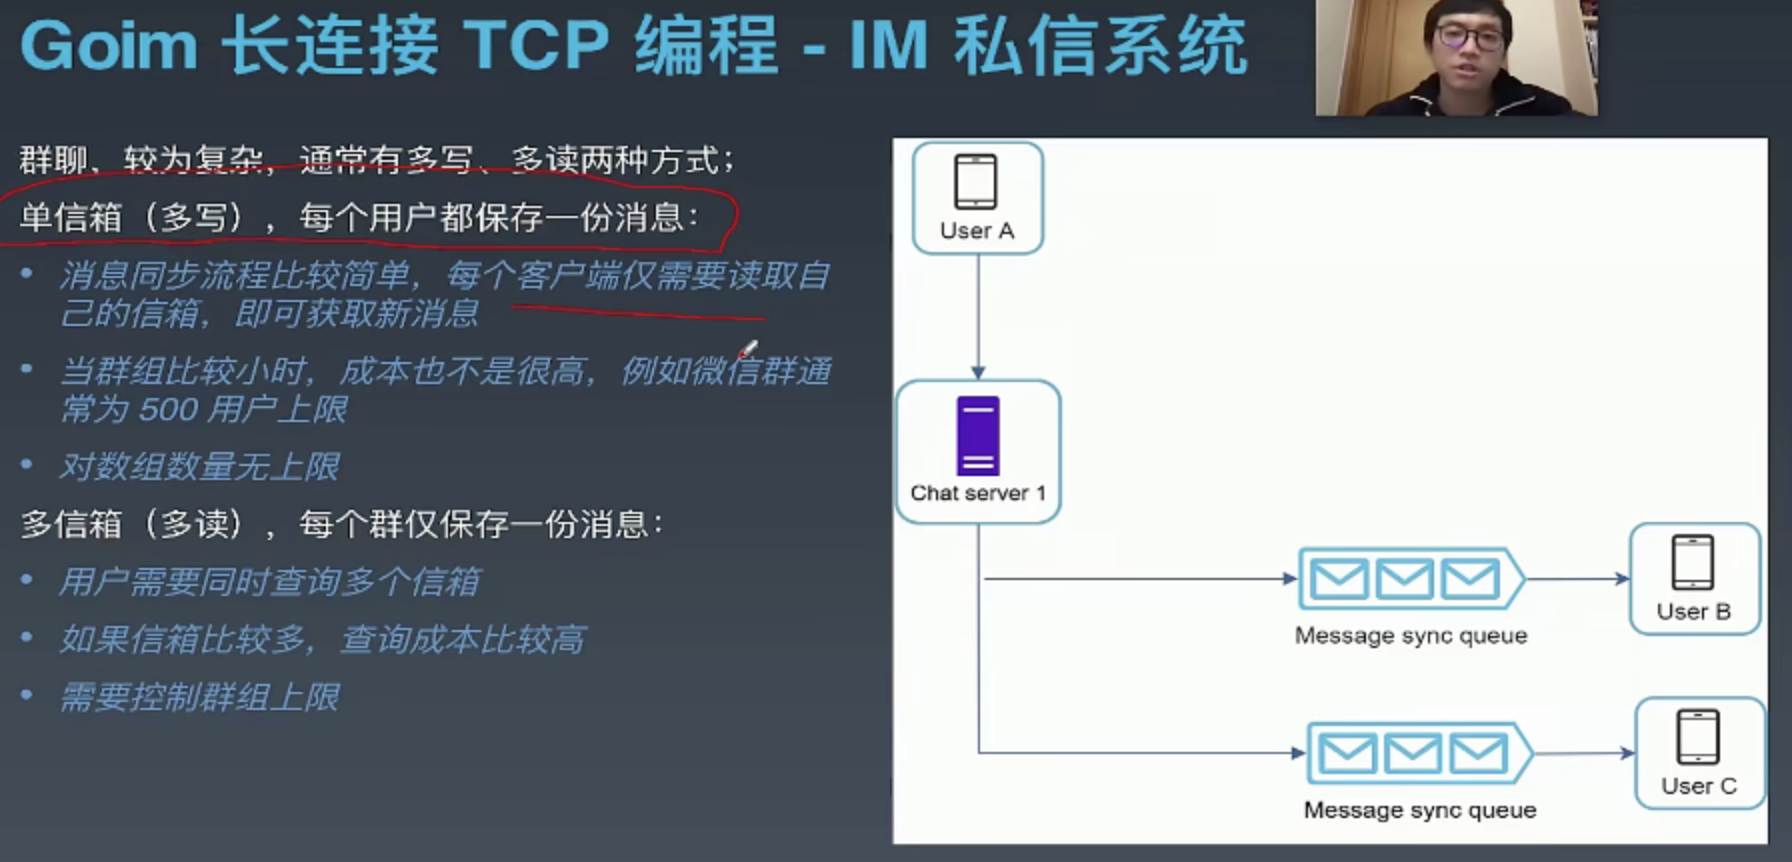 Goim 长连接 TCP 编程 - IM 私信系统
群聊，较为复杂，通常有多写、多读两种方式；
单信箱（多写），每个用户都保存一份消息：
• 消息同步流程比较简单，每个客户端仅需要读取自
己的信箱，即可获取新消息
• 当群组比较小时，成本也不是很高，例如微信群通
常为 500 用户上限
• 对数组数量无上限
多信箱（多读），每个群仅保存一份消息：
• 用户需要同时查询多个信箱
• 如果信箱比较多，查询成本比较高
• 需要控制群组上限
User A
Chat server 1
User B
Message sync queue
User C
Message sync queue